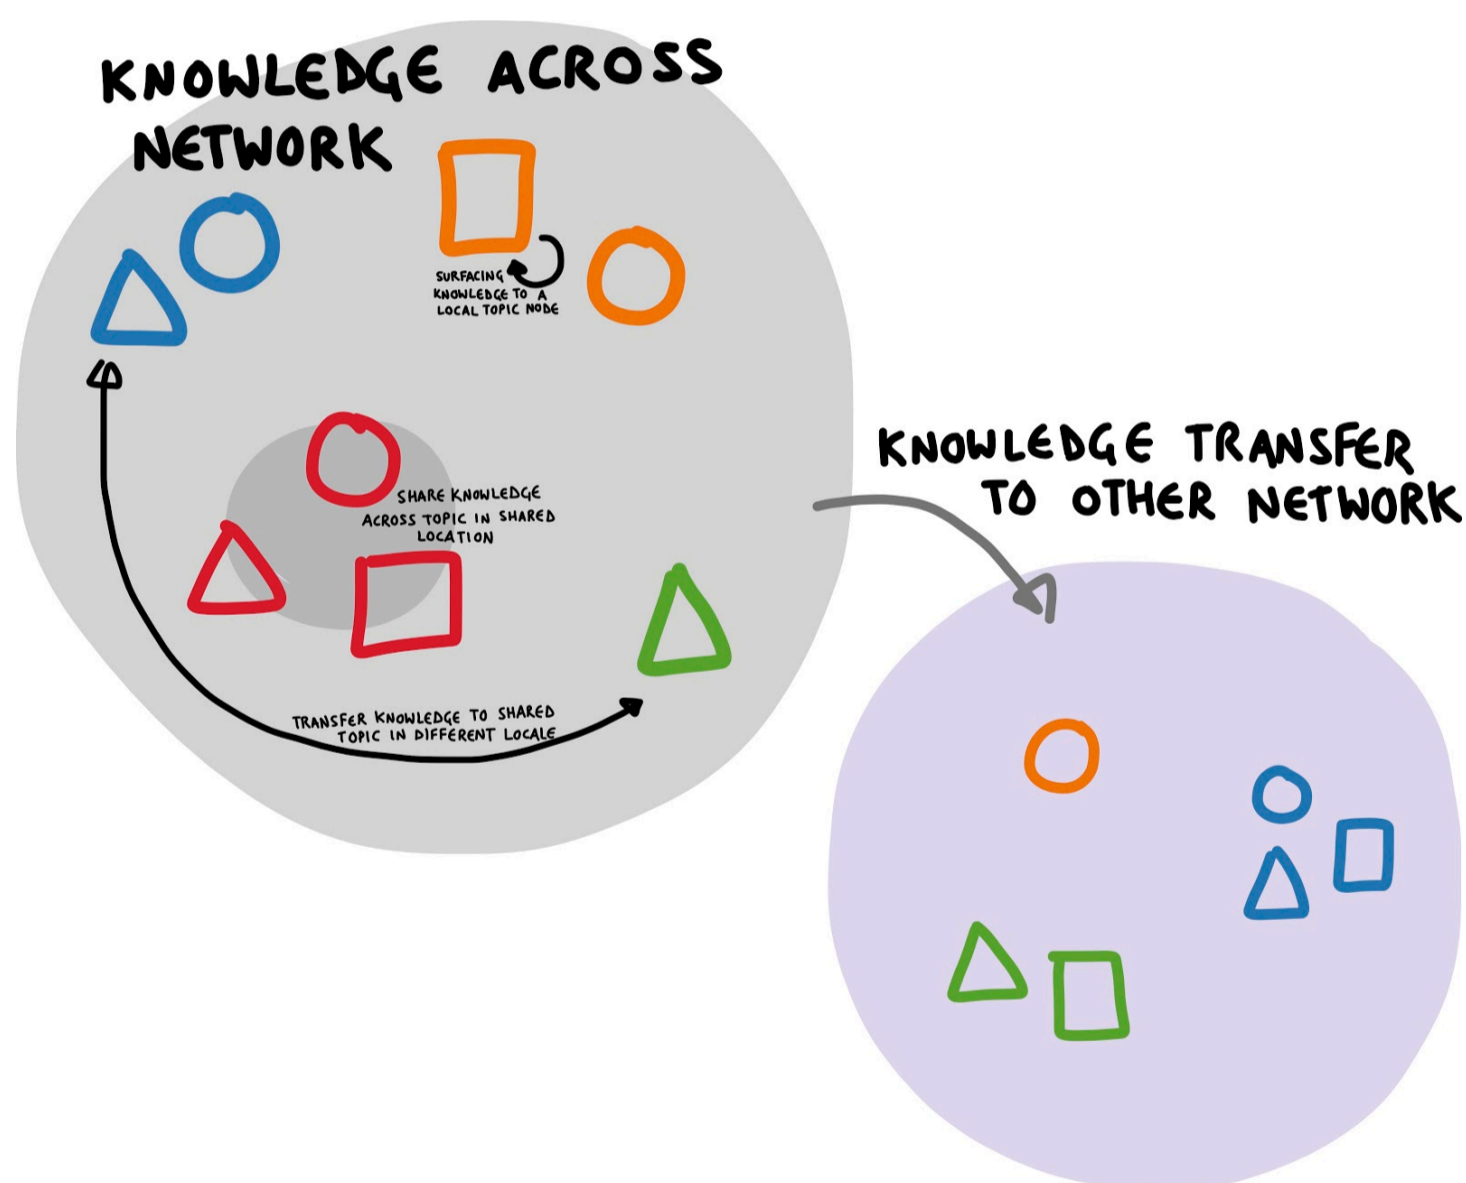 KNOWLEDGE ACROSS
NETWORK
SURFACING
KNOWLEDGE TO A
LOCAL TOPIC NODE
SHARE KNOWLEDGE
ACROSS TOPIC IN SHARED
LOCATION
TRANSFER KNOWLEDGE TO SHARED
TOPIC IN DIFFERENT LOCALE
KNOWLEDGE TRANSFER
TO OTHER NETWORK